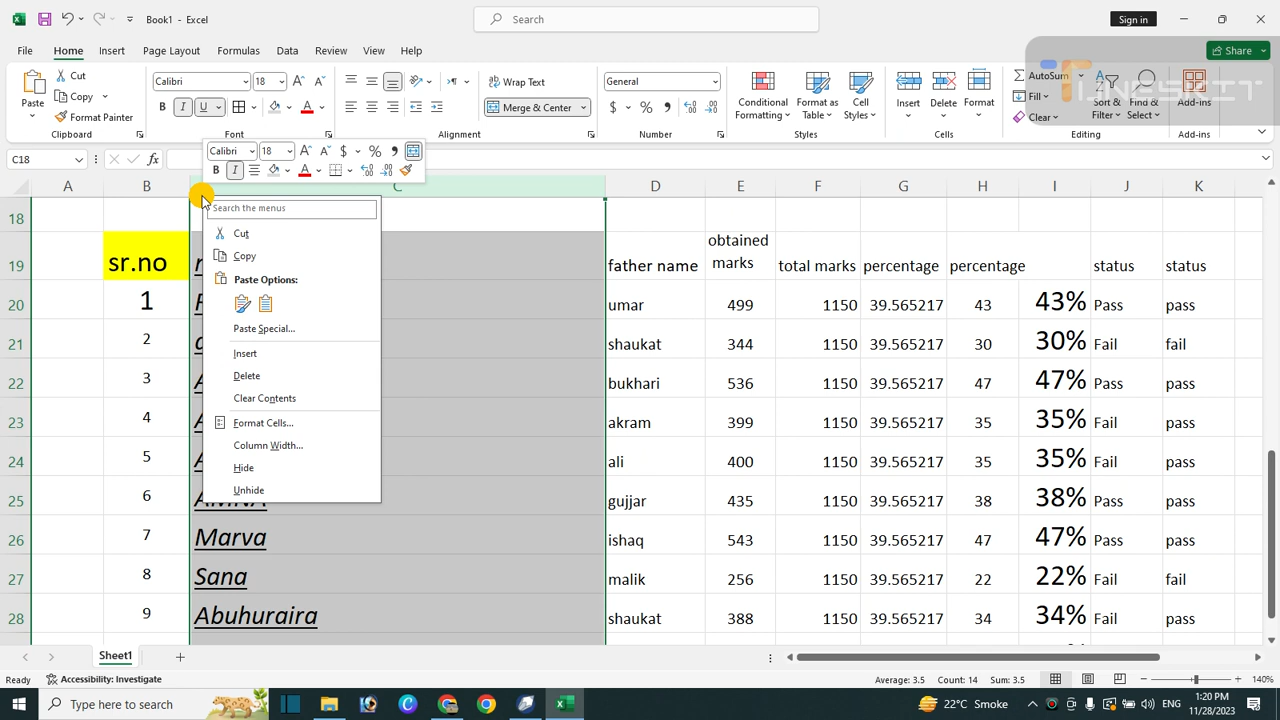 Book1 - Excel
Search
Sign in
File Home Insert Page Layout Formulas Data Review View Help
Share
Paste
Cut
Copy
Format Painter
Clipboard
Calibri 18
B I U
Font
Wrap Text
Merge & Center
Alignment
General
$ % ,
Number
Conditional Formatting
Format as Table
Cell Styles
Styles
Insert Delete Format
Cells
AutoSum
Fill
Clear
Sort & Filter
Find & Select
Editing
Add-ins
Add-ins
C18
fx
Calibri 18 $ % ,
B I A
A B C D E F G H I J K
18
Search the menus
Cut
Copy
Paste Options:
Paste Special...
Insert
Delete
Clear Contents
Format Cells...
Column Width...
Hide
Unhide
19 sr.no father name obtained marks total marks percentage percentage status status
20 1 umar 499 1150 39.565217 43 43% Pass pass
21 2 shaukat 344 1150 39.565217 30 30% Fail fail
22 3 bukhari 536 1150 39.565217 47 47% Pass pass
23 4 akram 399 1150 39.565217 35 35% Fail pass
24 5 ali 400 1150 39.565217 35 35% Fail pass
25 6 AMNA gujjar 435 1150 39.565217 38 38% Pass pass
26 7 Marva ishaq 543 1150 39.565217 47 47% Pass pass
27 8 Sana malik 256 1150 39.565217 22 22% Fail fail
28 9 Abuhuraira shaukat 388 1150 39.565217 34 34% Fail pass
Sheet1
Ready Accessibility: Investigate Average: 3.5 Count: 14 Sum: 3.5 140%
Type here to search
22°C Smoke
ENG
1:20 PM
11/28/2023